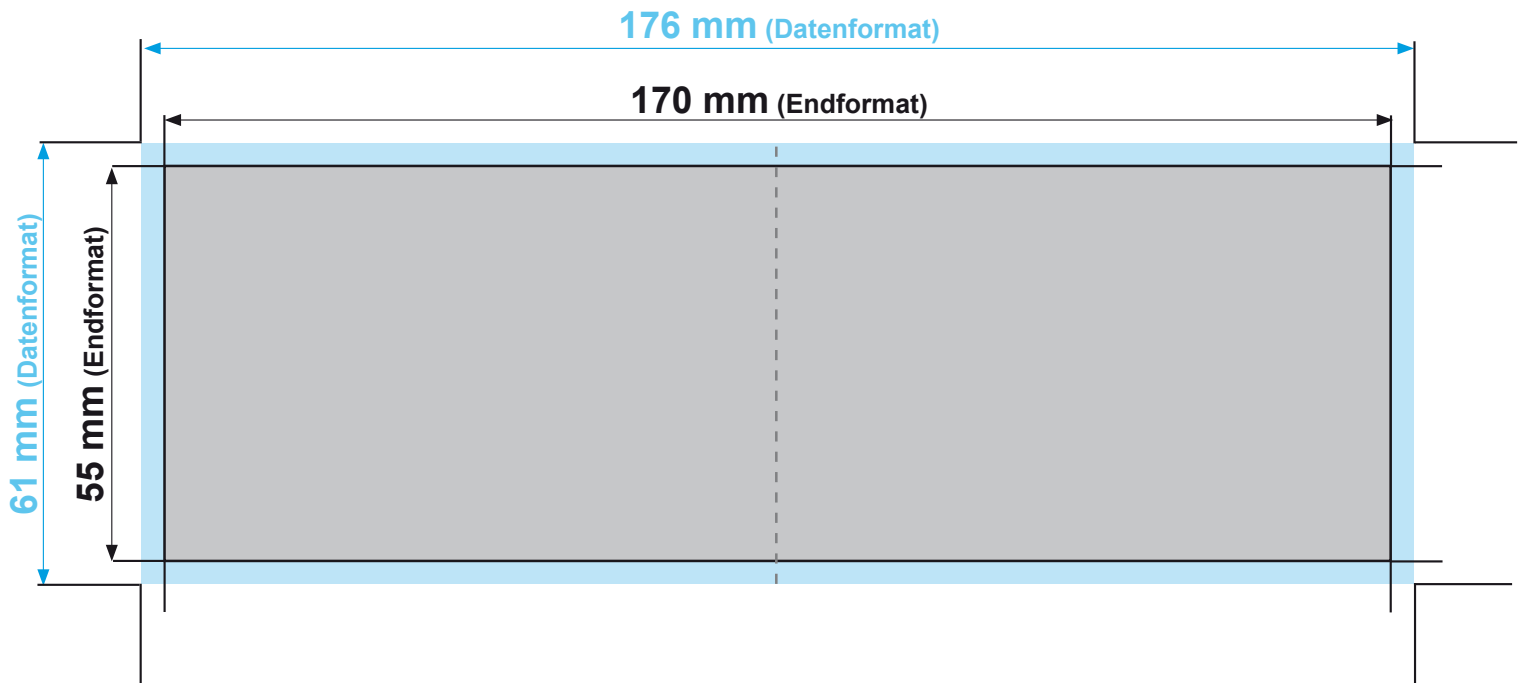 176 mm (Datenformat)
170 mm (Endformat)
61 mm (Datenformat)
55 mm (Endformat)